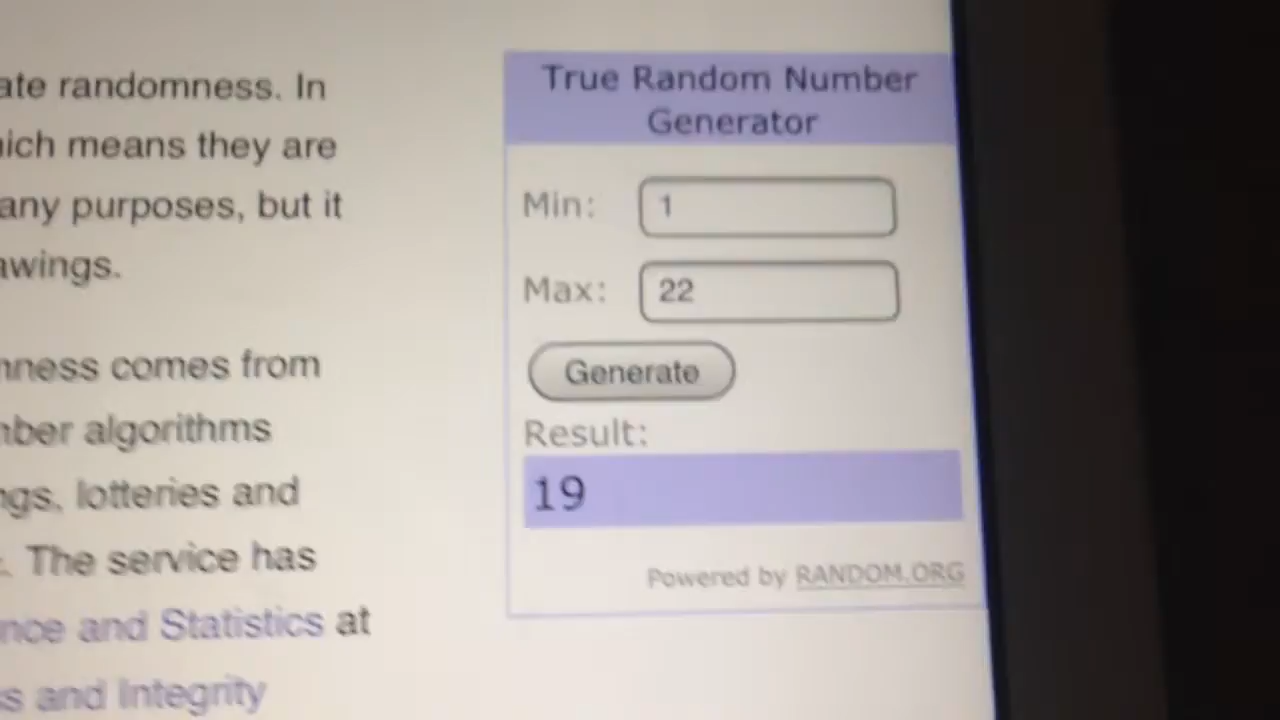 ate randomness. In
ich means they are
any purposes, but it
awings.
ness comes from
ber algorithms
ngs, lotteries and
. The service has
nce and Statistics at
s and Integrity
True Random Number
Generator
Min: 1
Max: 22
Generate
Result:
19
Powered by RANDOM.ORG